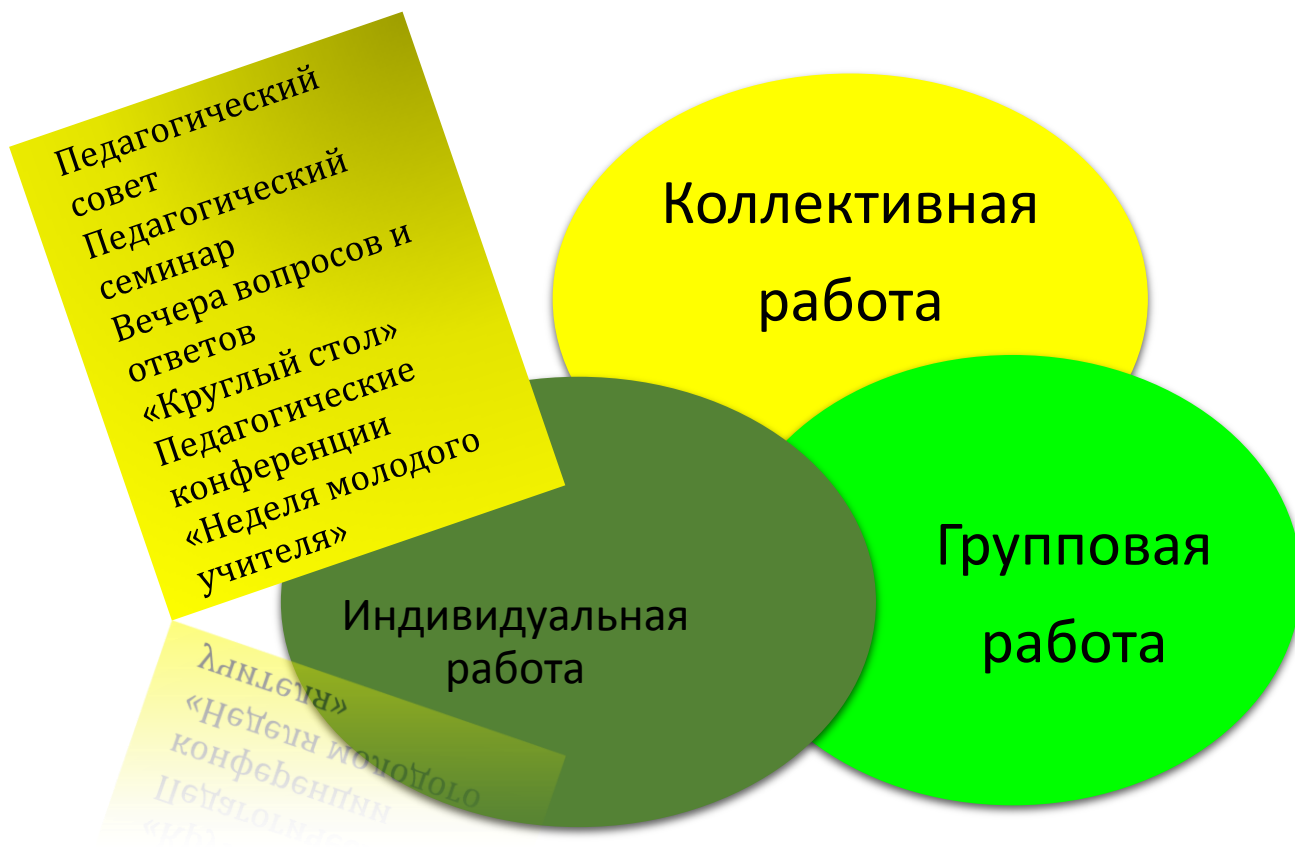 Педагогический
совет
Педагогический
семинар
Вечера вопросов и
ответов
«Круглый стол»
Педагогические
конференции
«Неделя молодого
учителя»
Коллективная
работа
Групповая
работа
Индивидуальная
работа